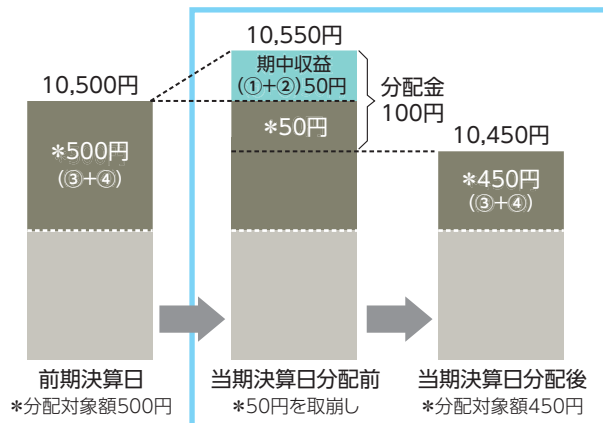 10,500円
*500円
(③+④)
前期決算日
*分配対象額500円
10,550円
期中収益
(①+②)50円
*50円
分配金
100円
当期決算日分配前
*50円を取崩し
10,450円
*450円
(③+④)
当期決算日分配後
*分配対象額450円